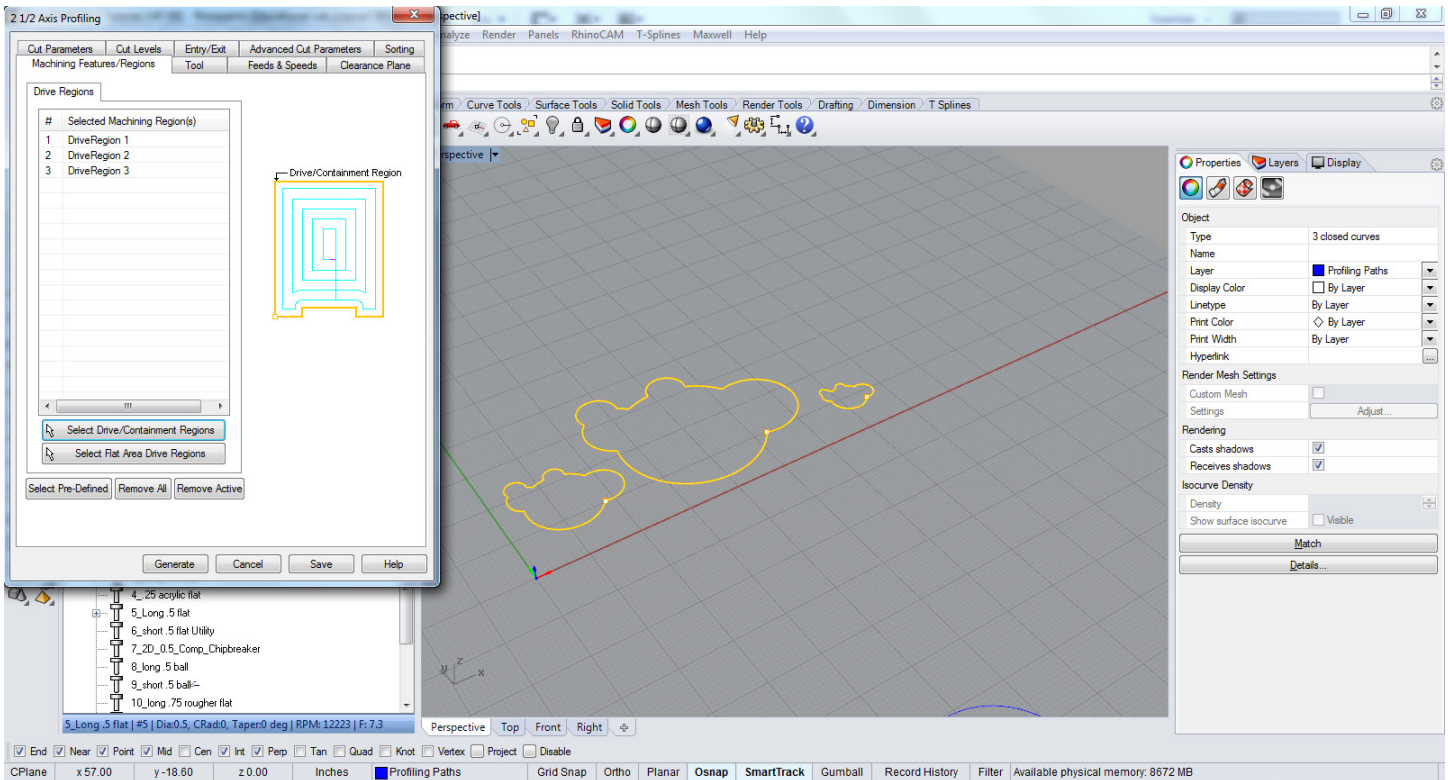 2 1/2 Axis Profiling
spective]
Cut Parameters Cut Levels Entry/Exit Advanced Cut Parameters Sorting
Machining Features/Regions Tool Feeds & Speeds Clearance Plane
Drive Regions
# Selected Machining Region(s)
1 DriveRegion 1
2 DriveRegion 2
3 DriveRegion 3
Drive/Containment Region
Select Drive/Containment Regions
Select Flat Area Drive Regions
Select Pre-Defined Remove All Remove Active
Generate Cancel Save Help
nalyze Render Panels RhinoCAM T-Splines Maxwell Help
rm Curve Tools Surface Tools Solid Tools Mesh Tools Render Tools Drafting Dimension T Splines
rspective
z
y
x
Properties Layers Display
Object
Type 3 closed curves
Name
Layer Profiling Paths
Display Color By Layer
Linetype By Layer
Print Color By Layer
Print Width By Layer
Hyperlink ...
Render Mesh Settings
Custom Mesh
Settings Adjust...
Rendering
Casts shadows
Receives shadows
Isocurve Density
Density
Show surface isocurve Visible
Match
Details...
4_.25 acrylic flat
5_Long .5 flat
6_short .5 flat Utility
7_2D_0.5_Comp_Chipbreaker
8_long .5 ball
9_short .5 ball
10_long .75 rougher flat
5_Long .5 flat | #5 | Dia:0.5, CRad:0, Taper:0 deg | RPM: 12223 | F: 7.3
Perspective Top Front Right
End Near Point Mid Cen Int Perp Tan Quad Knot Vertex Project Disable
CPlane x 57.00 y -18.60 z 0.00 Inches Profiling Paths Grid Snap Ortho Planar Osnap SmartTrack Gumball Record History Filter Available physical memory: 8672 MB